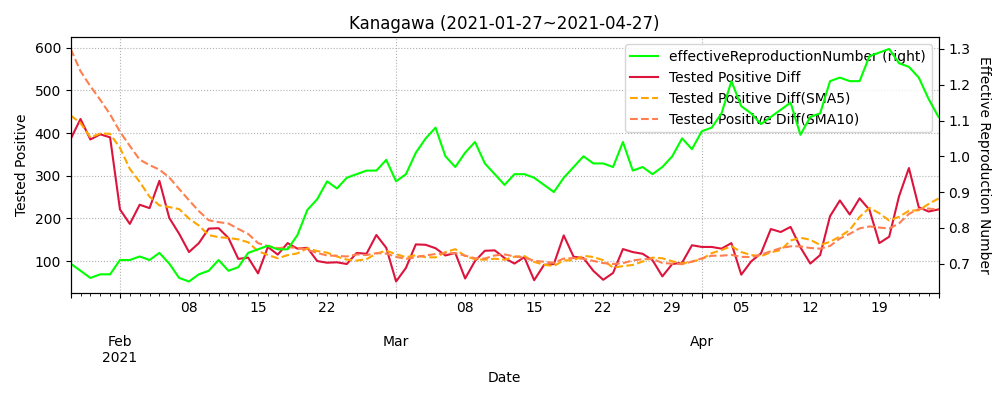 Kanagawa (2021-01-27~2021-04-27)
effectiveReproductionNumber (right)
Tested Positive Diff
Tested Positive Diff(SMA5)
Tested Positive Diff(SMA10)
Tested Positive
600
500
400
300
200
100
1.3
1.2
1.1
1.0
0.9
0.8
0.7
Effective Reproduction Number
08 15 22 08 15 22 29 05 12 19
Feb Mar Apr
2021
Date